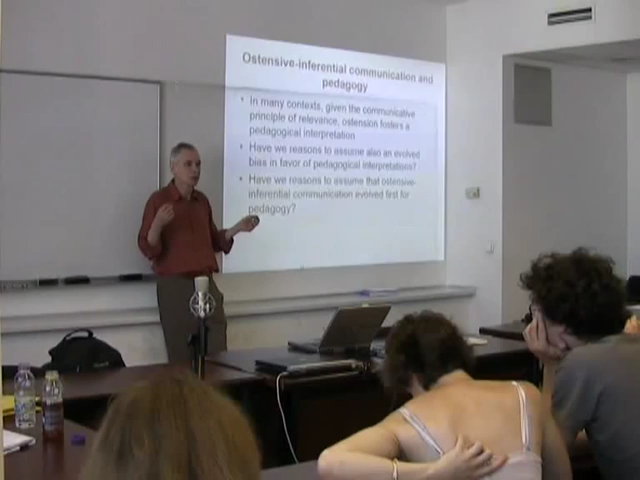 Ostensive-inferential communication and
pedagogy
• In many contexts, given the communicative
principle of relevance, ostension fosters a
pedagogical interpretation
• Have we reasons to assume also an evolved
bias in favor of pedagogical interpretations?
• Have we reasons to assume that ostensive-
inferential communication evolved first for
pedagogy?